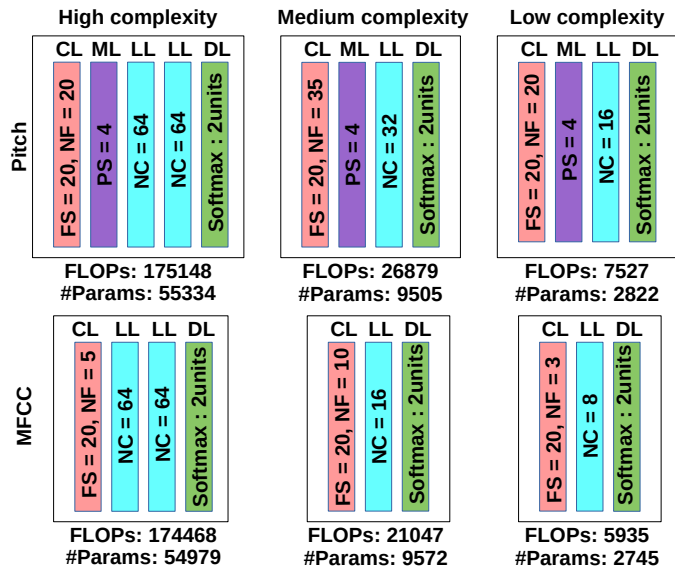 High complexity
Medium complexity
Low complexity
Pitch
CL ML LL LL DL
FS = 20, NF = 20
PS = 4
NC = 64
NC = 64
Softmax : 2units
FLOPs: 175148
#Params: 55334
CL ML LL DL
FS = 20, NF = 35
PS = 4
NC = 32
Softmax : 2units
FLOPs: 26879
#Params: 9505
CL ML LL DL
FS = 20, NF = 20
PS = 4
NC = 16
Softmax : 2units
FLOPs: 7527
#Params: 2822
MFCC
CL LL LL DL
FS = 20, NF = 5
NC = 64
NC = 64
Softmax : 2units
FLOPs: 174468
#Params: 54979
CL LL DL
FS = 20, NF = 10
NC = 16
Softmax : 2units
FLOPs: 21047
#Params: 9572
CL LL DL
FS = 20, NF = 3
NC = 8
Softmax : 2units
FLOPs: 5935
#Params: 2745